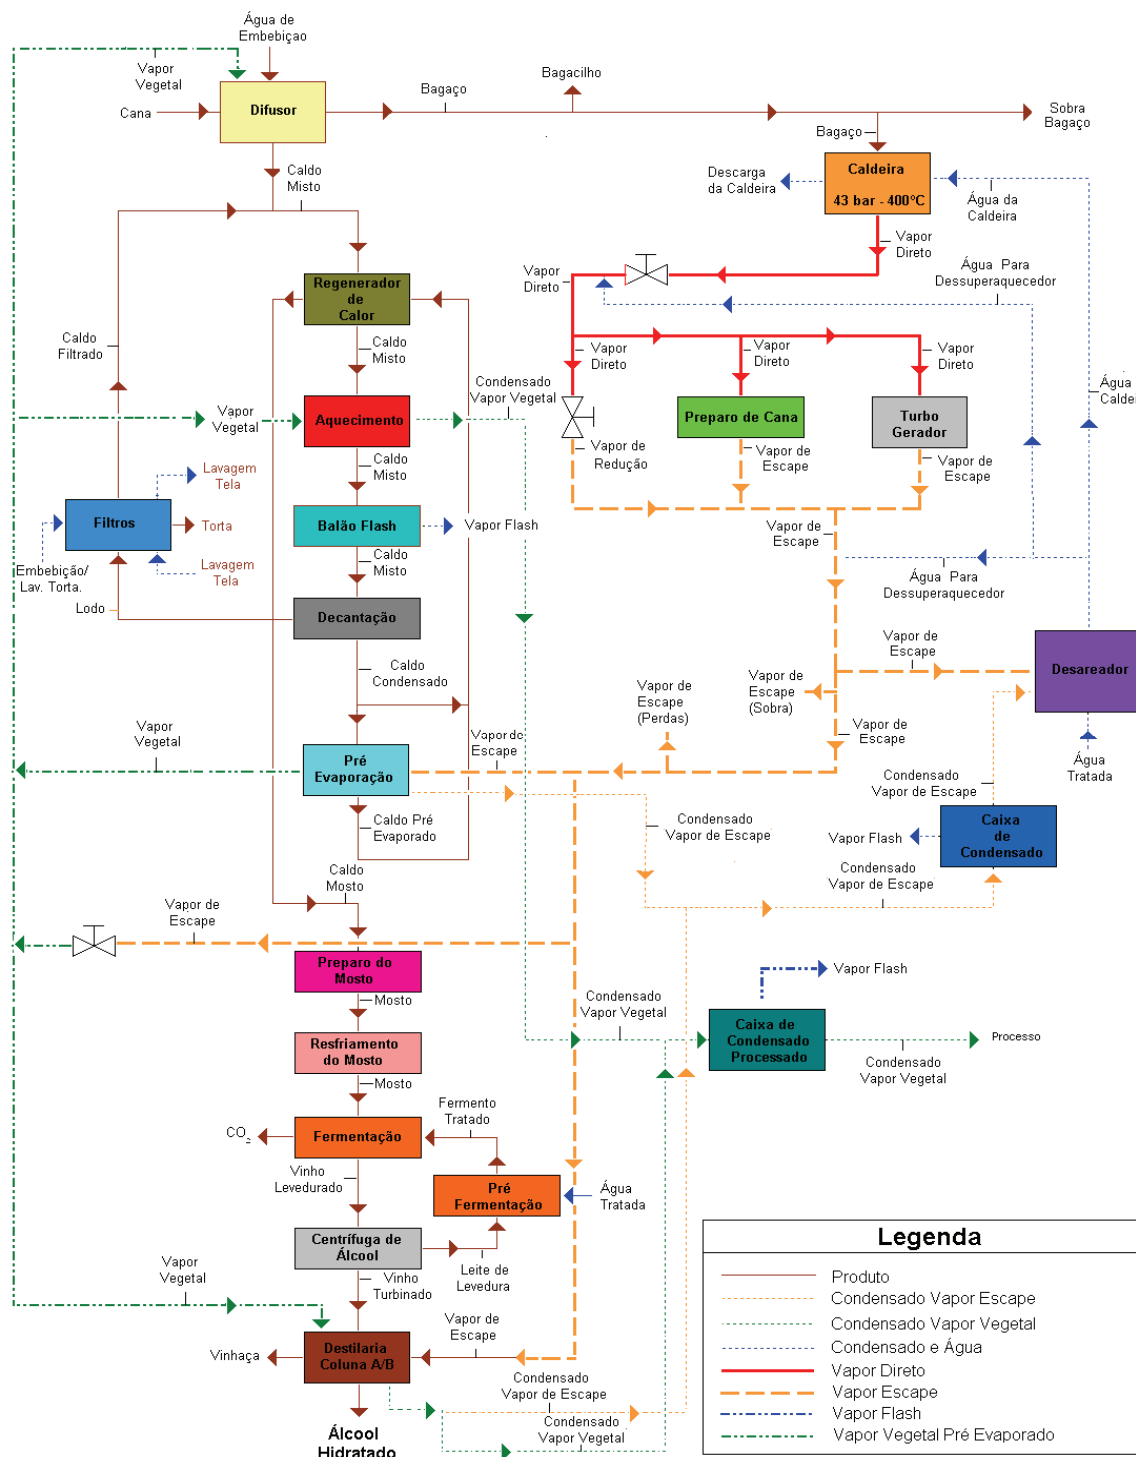 Água de
Embebiçao
Vapor
Vegetal
Bagacilho
Bagaço
Cana
Difusor
Sobra
Bagaço
Bagaço
Caldo
Misto
Descarga
da Caldeira
Caldeira
43 bar - 400°C
Água da
Caldeira
Vapor
Direto
Vapor
Direto
Água Para
Dessuperaquecedor
Regenerador
de
Calor
Caldo
Filtrado
Caldo
Misto
Vapor
Direto
Vapor
Direto
Vapor
Direto
Condensado
Vapor Vegetal
Água
Caldei
Vapor
Vegetal
Aquecimento
Preparo de Cana
Turbo
Gerador
Vapor de
Redução
Vapor de
Escape
Vapor de
Escape
Caldo
Misto
Lavagem
Tela
Filtros
Torta
Balão Flash
Vapor Flash
Vapor de
Escape
Embebição/
Lav. Torta.
Lavagem
Tela
Caldo
Misto
Água Para
Dessuperaquecedor
Lodo
Decantação
Vapor de
Escape
Desareador
Caldo
Condensado
Vapor de
Escape
(Perdas)
Vapor de
Escape
(Sobra)
Vapor
Vegetal
Vapor de
Escape
Vapor de
Escape
Pré
Evaporação
Água
Tratada
Condensado
Vapor de Escape
Caldo Pré
Evaporado
Condensado
Vapor de Escape
Vapor Flash
Caixa
de
Condensado
Caldo
Mosto
Condensado
Vapor de Escape
Vapor de
Escape
Preparo do
Mosto
Vapor Flash
Mosto
Condensado
Vapor Vegetal
Caixa de
Condensado
Processado
Processo
Resfriamento
do Mosto
Condensado
Vapor Vegetal
Mosto
Fermento
Tratado
CO2
Fermentação
Vinho
Levedurado
Pré
Fermentação
Água
Tratada
Centrífuga de
Álcool
Vapor
Vegetal
Leite de
Levedura
Vinho
Turbinado
Vapor de
Escape
Vinhaça
Destilaria
Coluna A/B
Condensado
Vapor de Escape
Condensado
Vapor Vegetal
Álcool
Hidratado
Legenda
Produto
Condensado Vapor Escape
Condensado Vapor Vegetal
Condensado e Água
Vapor Direto
Vapor Escape
Vapor Flash
Vapor Vegetal Pré Evaporado